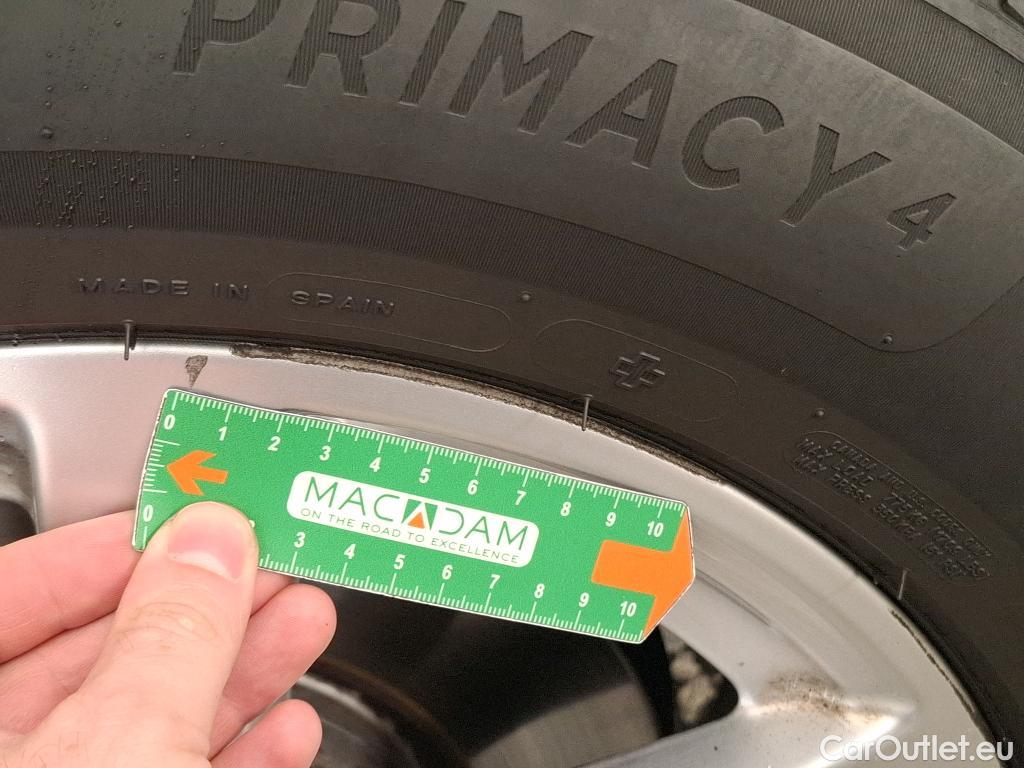 PRIMACY 4
MADE IN SPAIN
0 1 2 3 4 5 6 7 8 9 10
MACADAM
ON THE ROAD TO EXCELLENCE
0 3 4 5 6 7 8 9 10
CarOutlet.eu